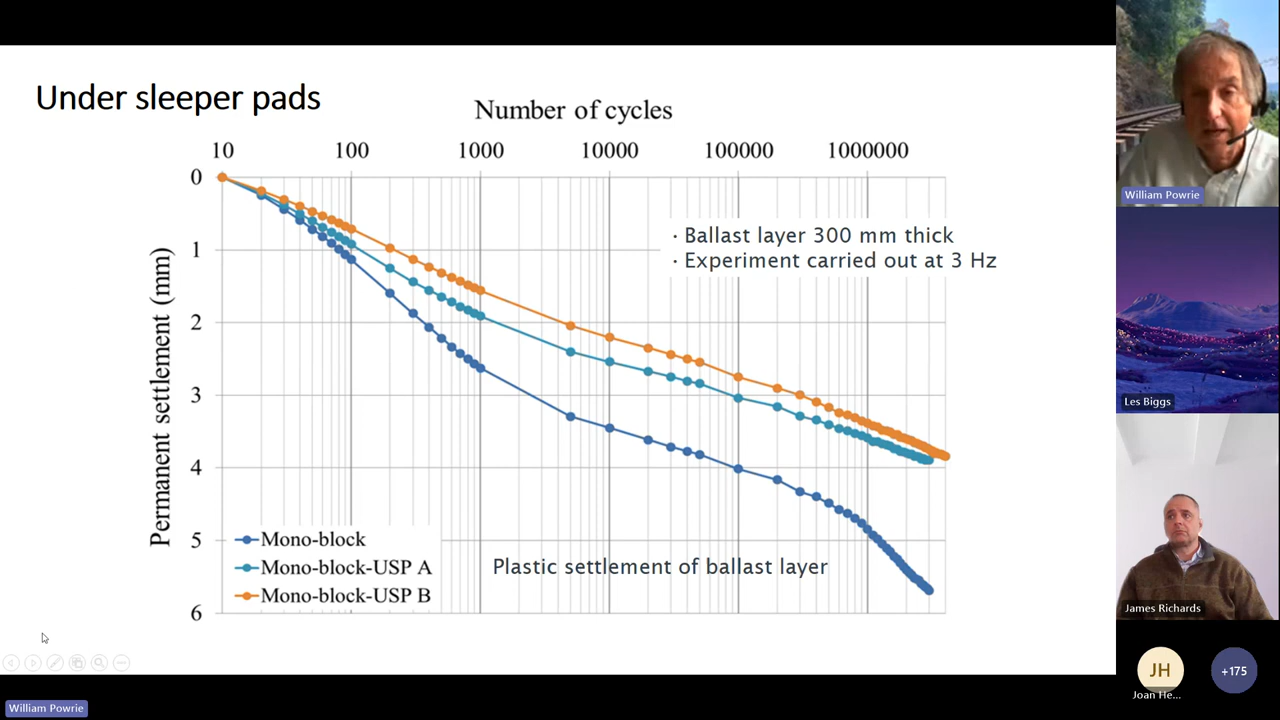 Under sleeper pads
Number of cycles
10 100 1000 10000 100000 1000000
0
1
2
3
4
5
6
Permanent settlement (mm)
· Ballast layer 300 mm thick
· Experiment carried out at 3 Hz
Mono-block
Mono-block-USP A
Mono-block-USP B
Plastic settlement of ballast layer
William Powrie
William Powrie
Les Biggs
James Richards
JH
Joan He...
+175